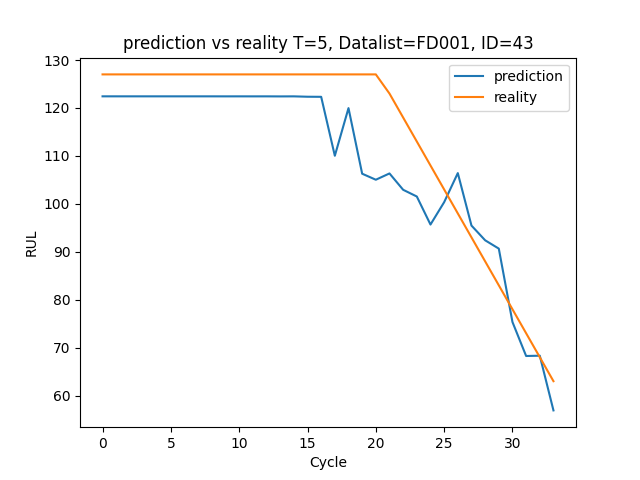 prediction vs reality T=5, Datalist=FD001, ID=43
prediction
reality
RUL
130
120
110
100
90
80
70
60
0 5 10 15 20 25 30
Cycle